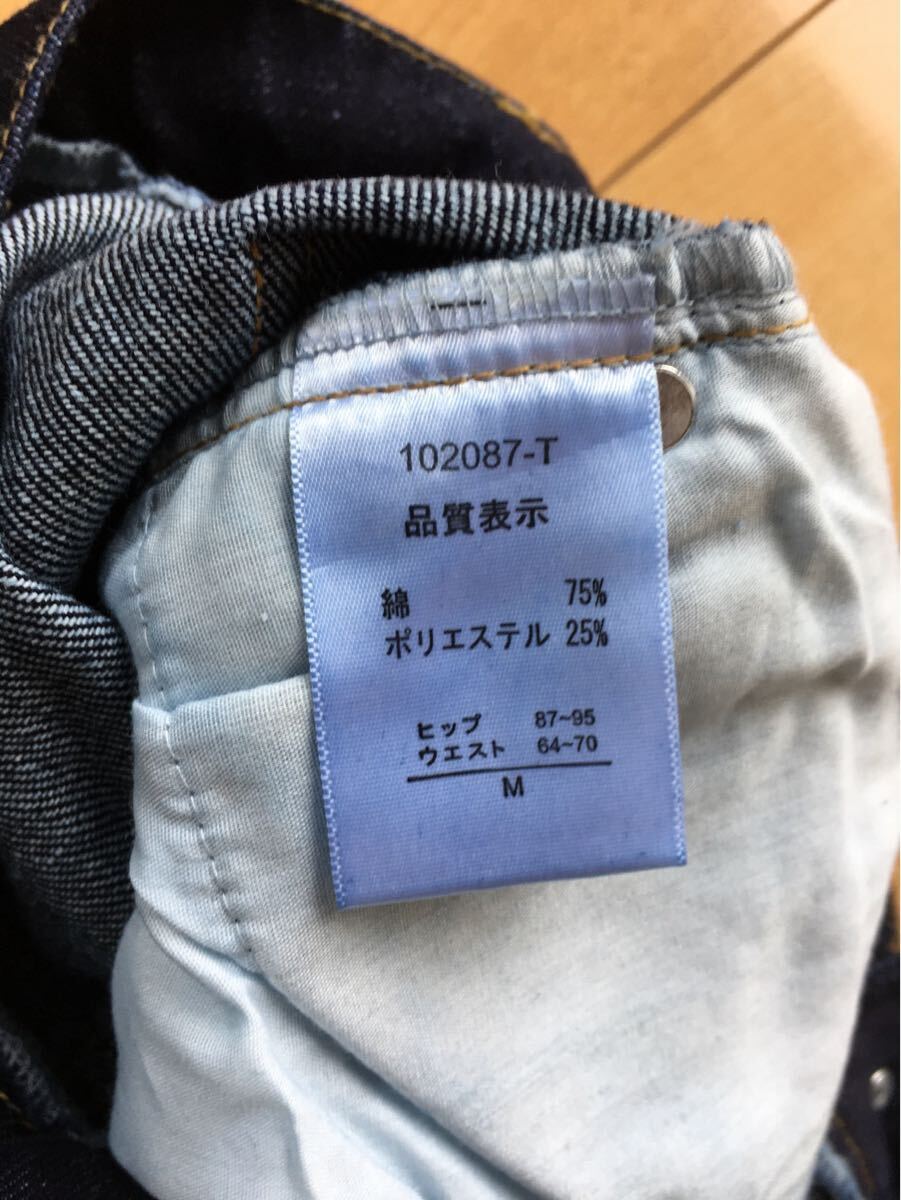 102087-T
品質表示
綿 75%
ポリエステル 25%
ヒップ 87~95
ウエスト 64~70
M